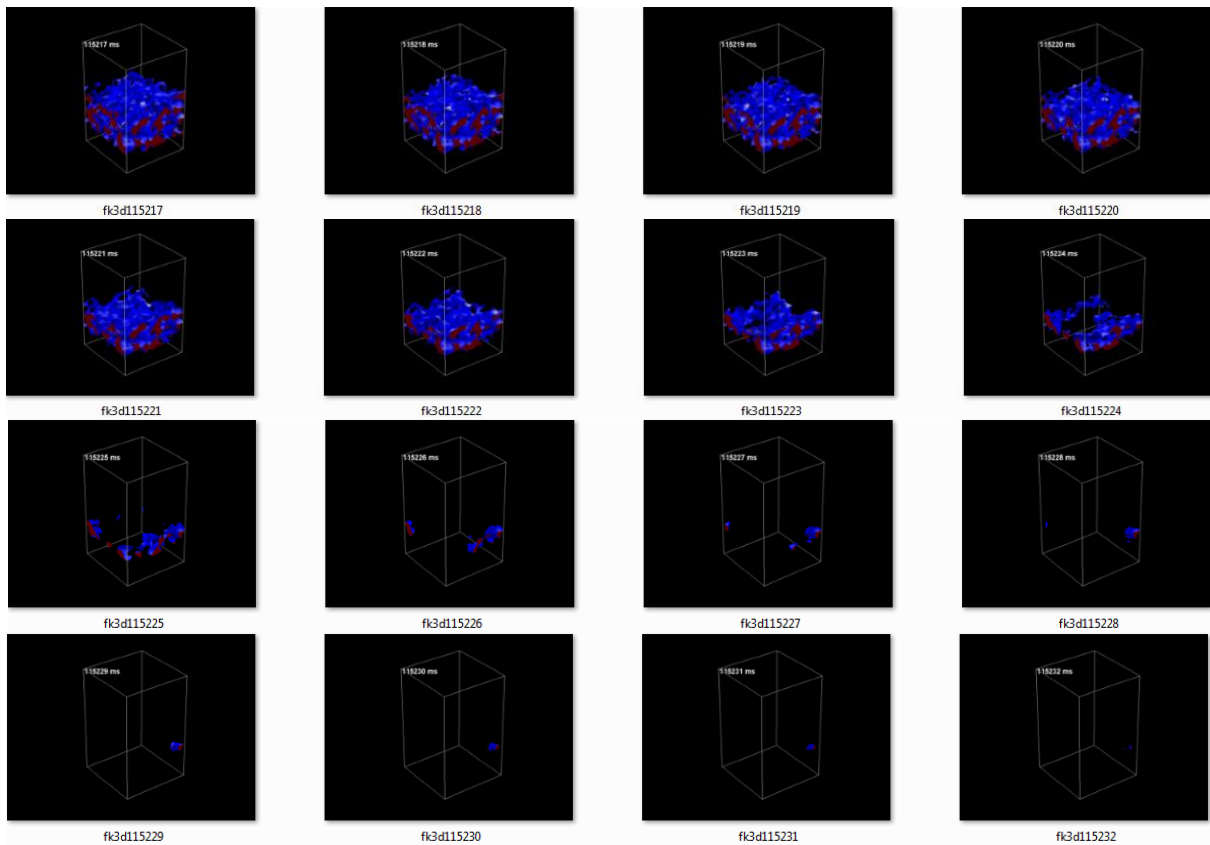 115217 ms
115218 ms
115219 ms
115220 ms
fk3d115217
fk3d115218
fk3d115219
fk3d115220
115221 ms
115222 ms
115223 ms
115224 ms
fk3d115221
fk3d115222
fk3d115223
fk3d115224
115225 ms
115226 ms
115227 ms
115228 ms
fk3d115225
fk3d115226
fk3d115227
fk3d115228
115229 ms
115230 ms
115231 ms
115232 ms
fk3d115229
fk3d115230
fk3d115231
fk3d115232